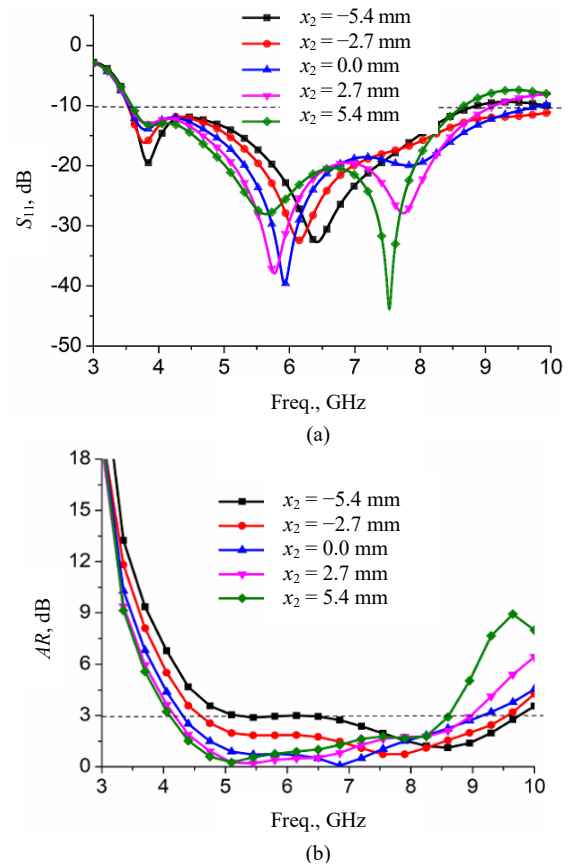 x2 = −5.4 mm
x2 = −2.7 mm
x2 = 0.0 mm
x2 = 2.7 mm
x2 = 5.4 mm
0
-10
-20
-30
-40
-50
S11, dB
3 4 5 6 7 8 9 10
Freq., GHz
(a)
18
15
12
9
6
3
0
AR, dB
x2 = −5.4 mm
x2 = −2.7 mm
x2 = 0.0 mm
x2 = 2.7 mm
x2 = 5.4 mm
3 4 5 6 7 8 9 10
Freq., GHz
(b)